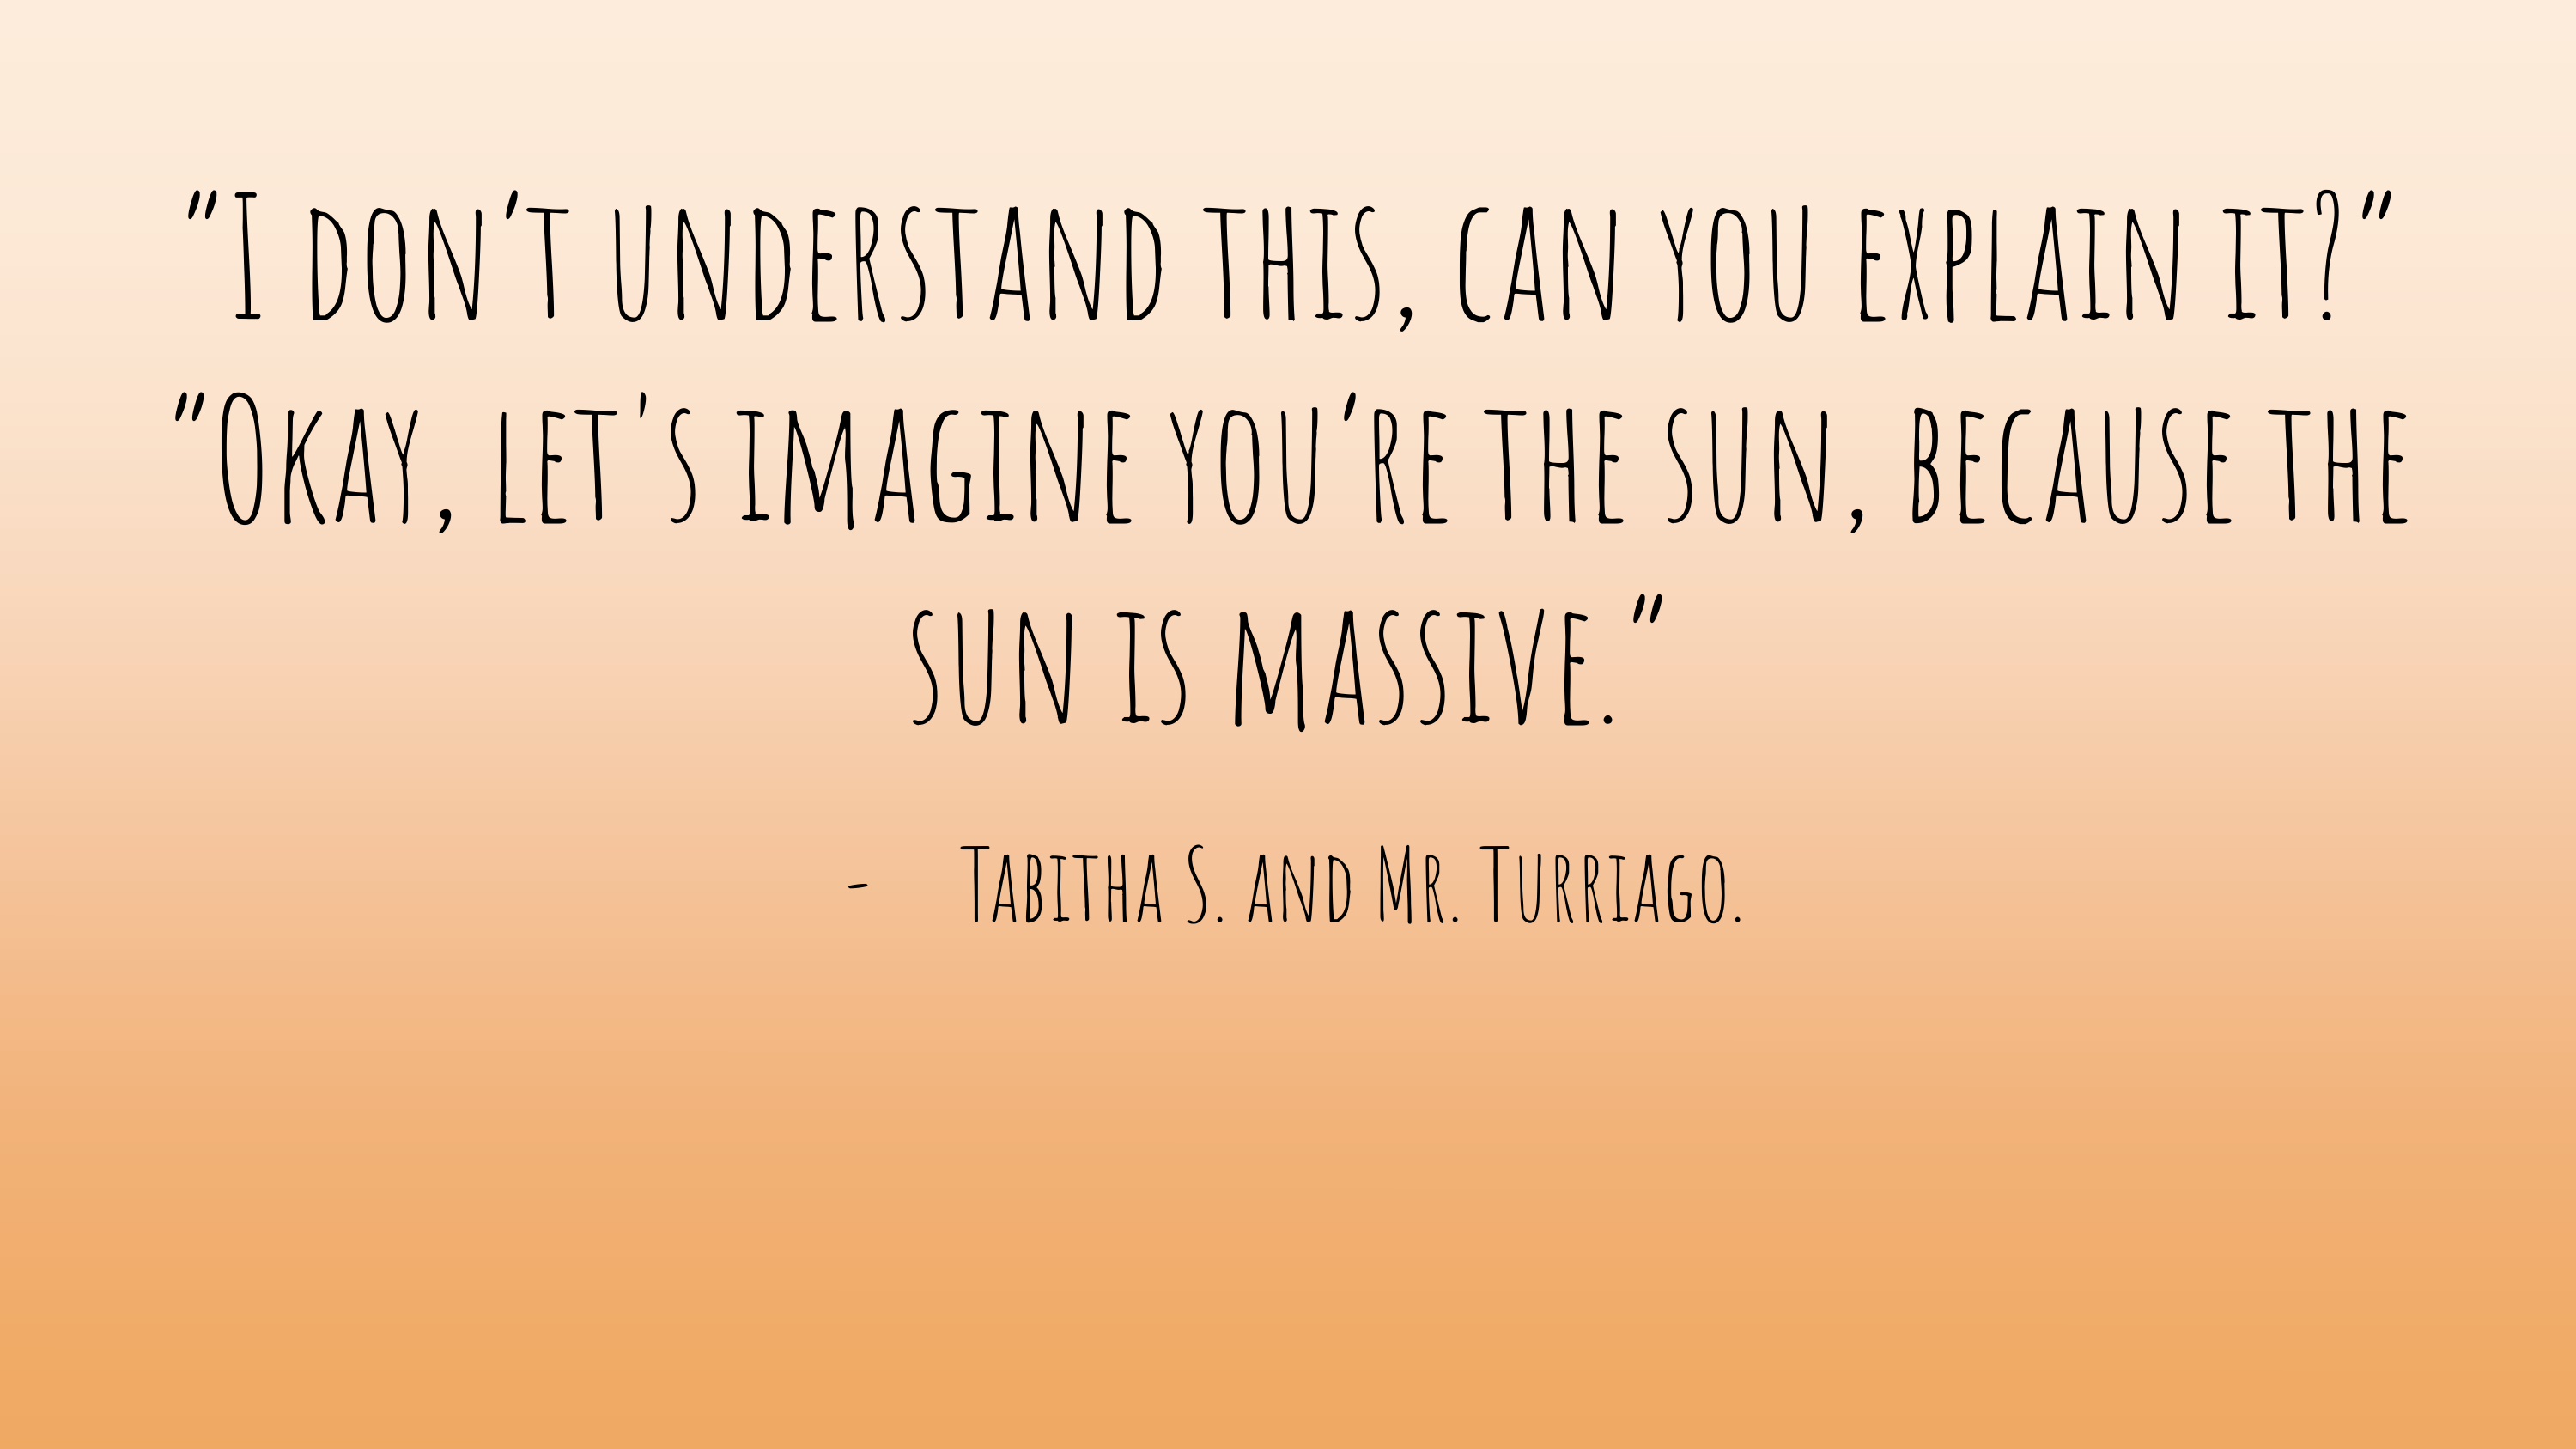 “I don’t understand this, can you explain it?”
“Okay, let's imagine you’re the sun, because the
sun is massive.”
- Tabitha S. and Mr. Turriago.